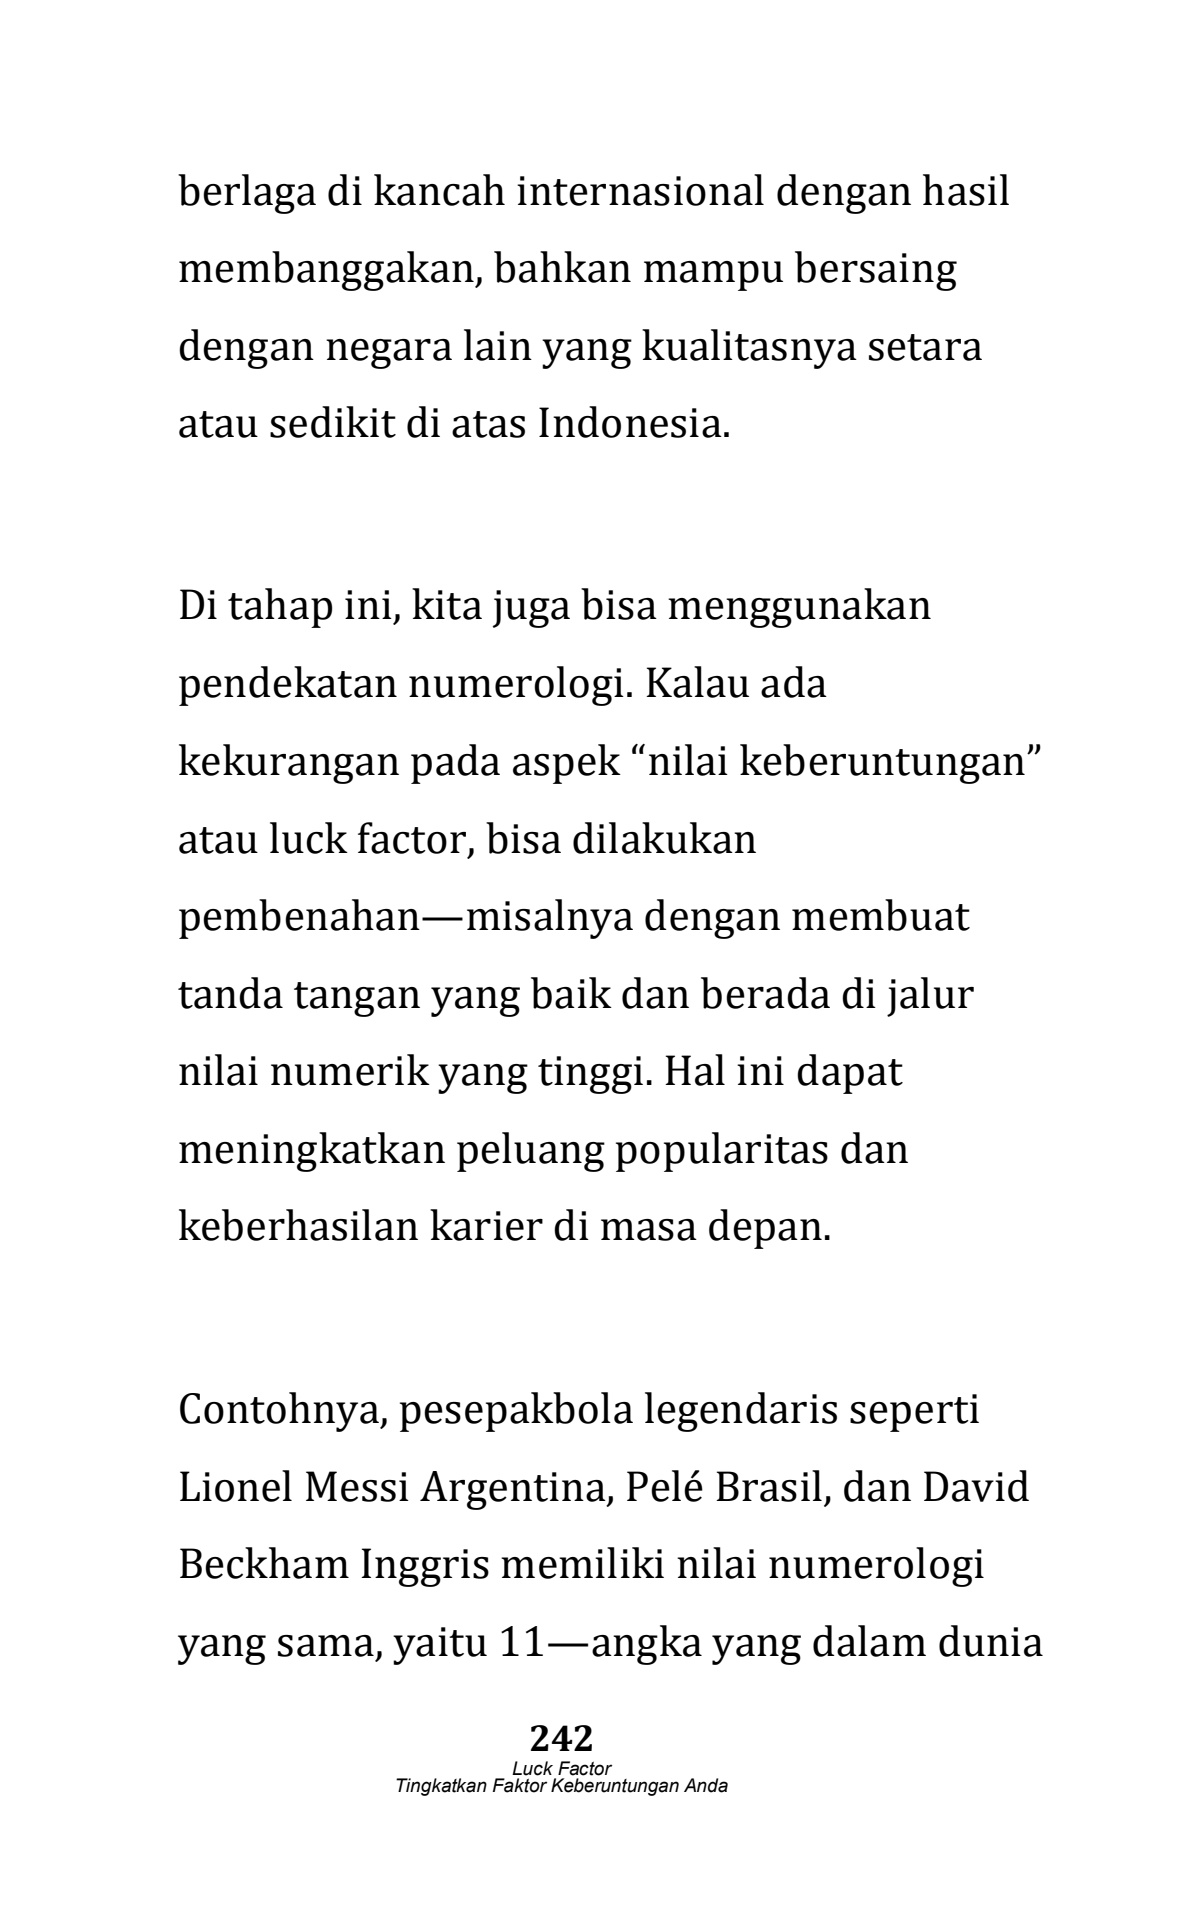 berlaga di kancah internasional dengan hasil
membanggakan, bahkan mampu bersaing
dengan negara lain yang kualitasnya setara
atau sedikit di atas Indonesia.
Di tahap ini, kita juga bisa menggunakan
pendekatan numerologi. Kalau ada
kekurangan pada aspek “nilai keberuntungan”
atau luck factor, bisa dilakukan
pembenahan—misalnya dengan membuat
tanda tangan yang baik dan berada di jalur
nilai numerik yang tinggi. Hal ini dapat
meningkatkan peluang popularitas dan
keberhasilan karier di masa depan.
Contohnya, pesepakbola legendaris seperti
Lionel Messi Argentina, Pelé Brasil, dan David
Beckham Inggris memiliki nilai numerologi
yang sama, yaitu 11—angka yang dalam dunia
242
Luck Factor
Tingkatkan Faktor Keberuntungan Anda